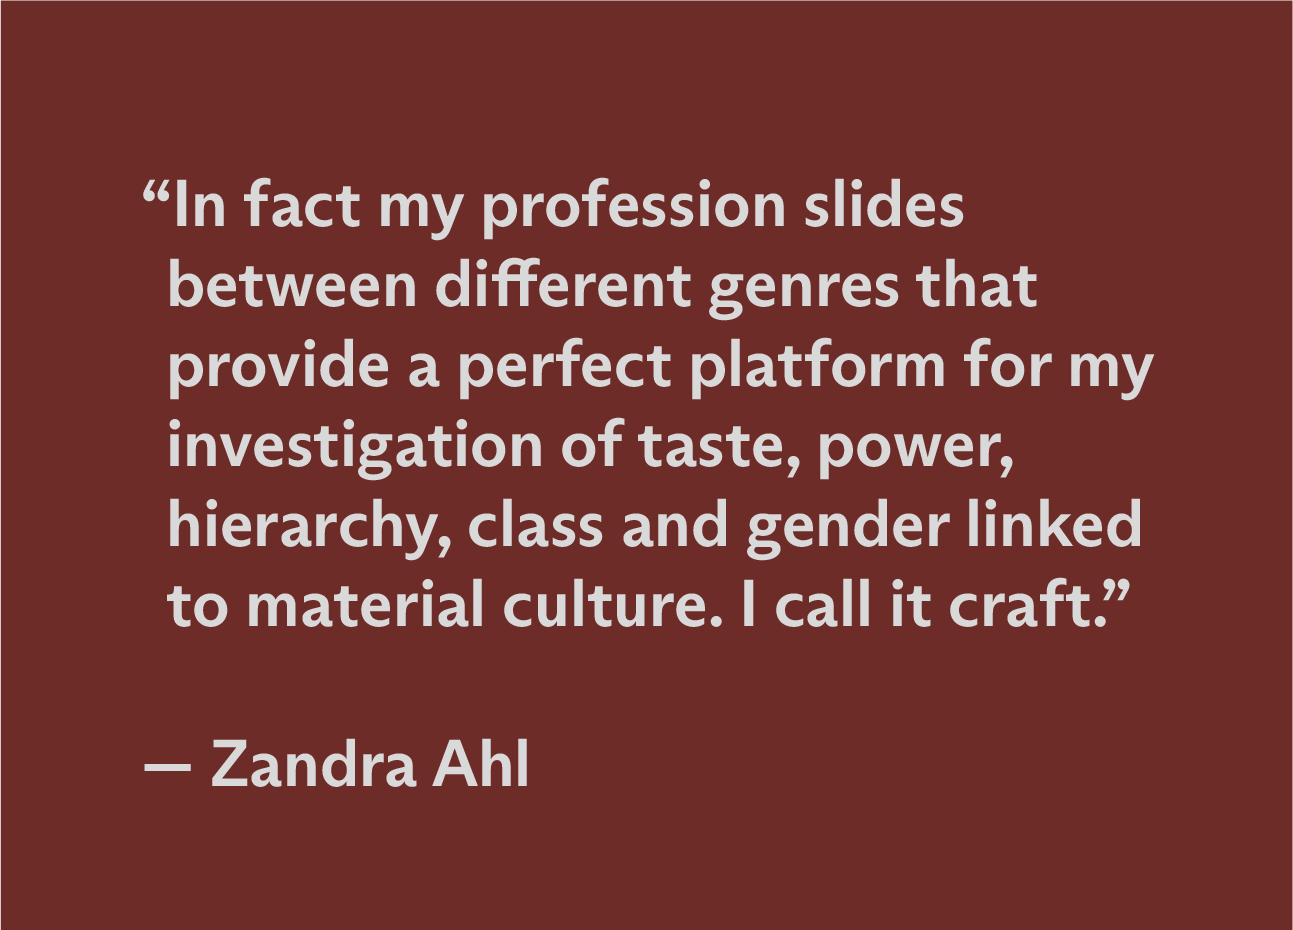 “In fact my profession slides
between different genres that
provide a perfect platform for my
investigation of taste, power,
hierarchy, class and gender linked
to material culture. I call it craft.”
— Zandra Ahl